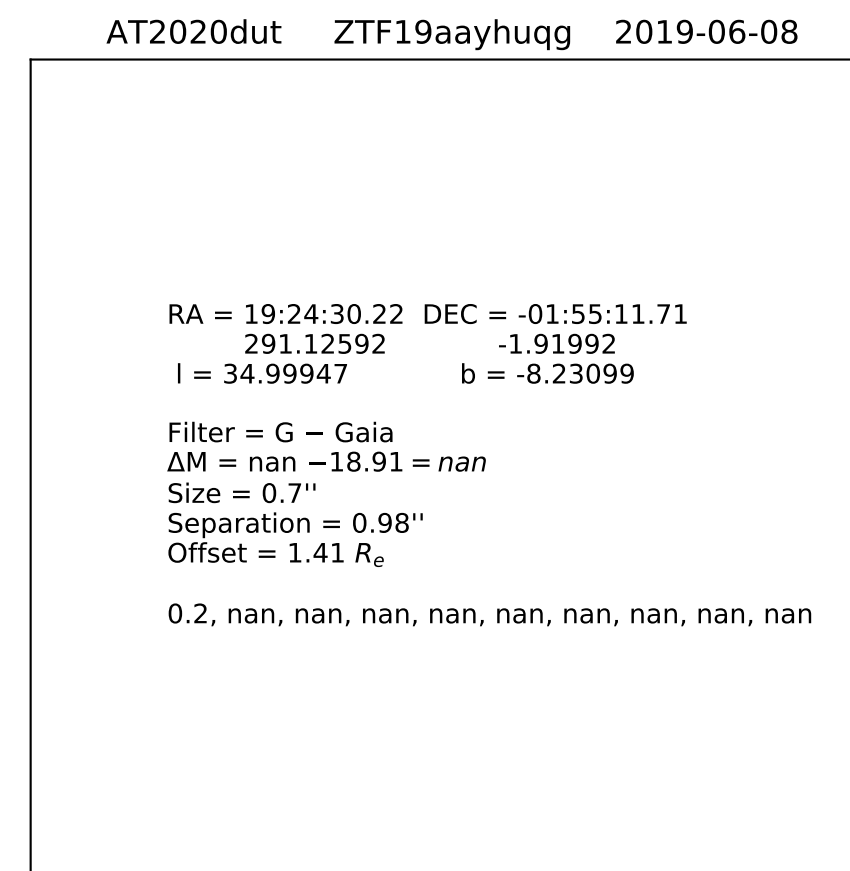 AT2020dut ZTF19aayhuqg 2019-06-08
RA = 19:24:30.22 DEC = -01:55:11.71
291.12592 -1.91992
l = 34.99947 b = -8.23099
Filter = G − Gaia
ΔM = nan −18.91 = nan
Size = 0.7''
Separation = 0.98''
Offset = 1.41 Re
0.2, nan, nan, nan, nan, nan, nan, nan, nan, nan